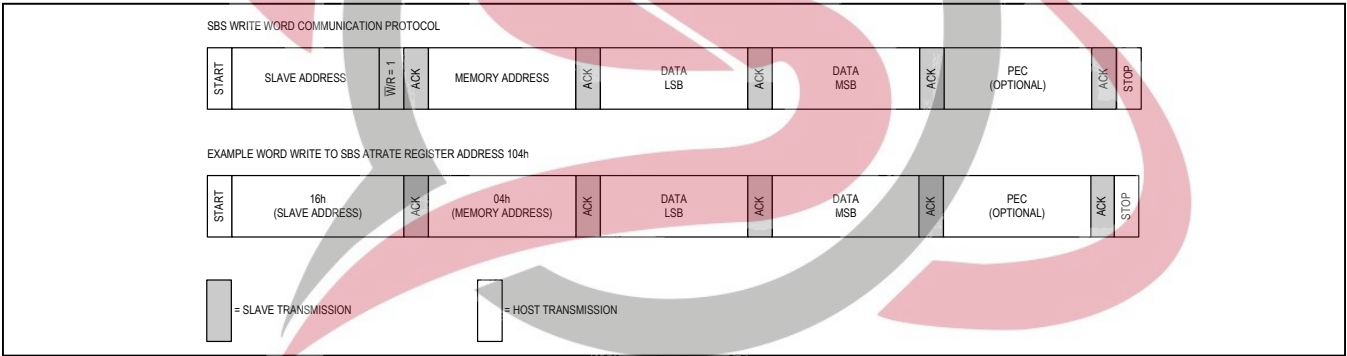 SBS WRITE WORD COMMUNICATION PROTOCOL
START SLAVE ADDRESS W̅/R = 1 ACK MEMORY ADDRESS ACK DATA LSB ACK DATA MSB ACK PEC (OPTIONAL) ACK STOP
EXAMPLE WORD WRITE TO SBS ATRATE REGISTER ADDRESS 104h
START 16h (SLAVE ADDRESS) ACK 04h (MEMORY ADDRESS) ACK DATA LSB ACK DATA MSB ACK PEC (OPTIONAL) ACK STOP
= SLAVE TRANSMISSION = HOST TRANSMISSION